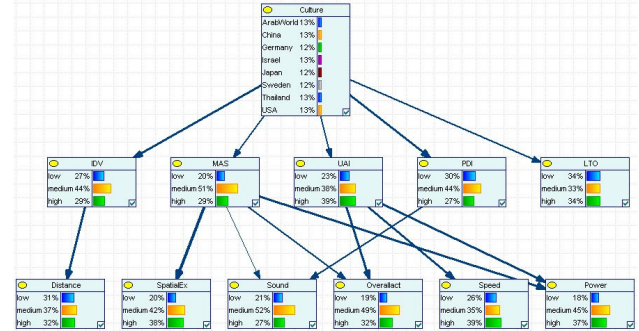 Culture
ArabWorld 13%
China 13%
Germany 12%
Israel 13%
Japan 12%
Sweden 12%
Thailand 13%
USA 13%
IDV
low 27%
medium 44%
high 29%
MAS
low 20%
medium 51%
high 29%
UAI
low 23%
medium 38%
high 39%
PDI
low 30%
medium 44%
high 27%
LTO
low 34%
medium 33%
high 34%
Distance
low 31%
medium 37%
high 32%
SpatialEx
low 20%
medium 42%
high 38%
Sound
low 21%
medium 52%
high 27%
Overallact
low 19%
medium 49%
high 32%
Speed
low 26%
medium 35%
high 39%
Power
low 18%
medium 45%
high 37%